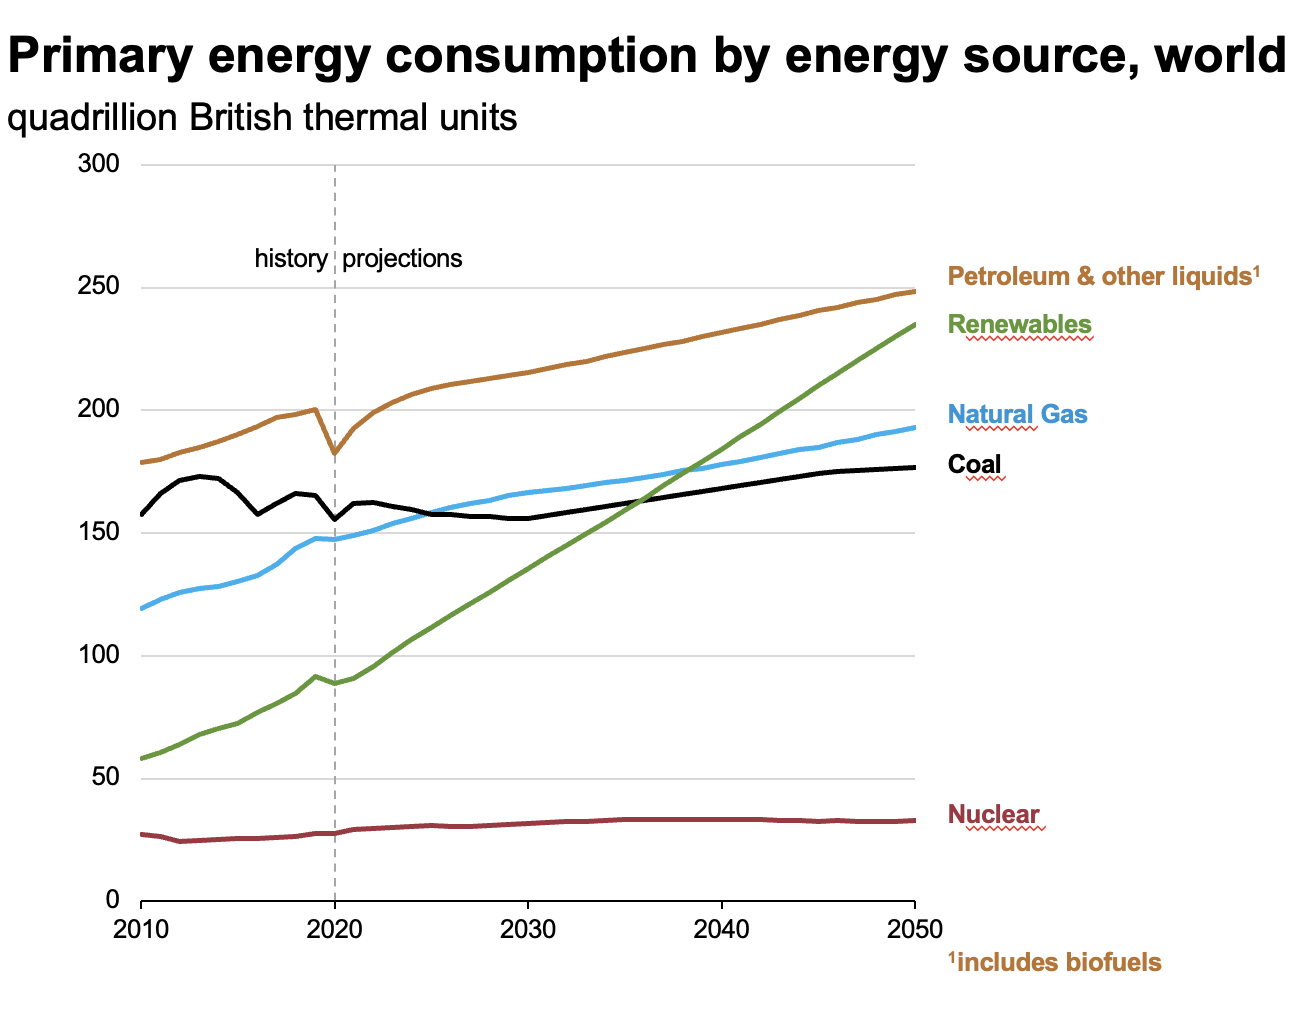 Primary energy consumption by energy source, world
quadrillion British thermal units
300
history projections
250
Petroleum & other liquids¹
Renewables
200
Natural Gas
Coal
150
100
50
Nuclear
0
2010 2020 2030 2040 2050
¹includes biofuels